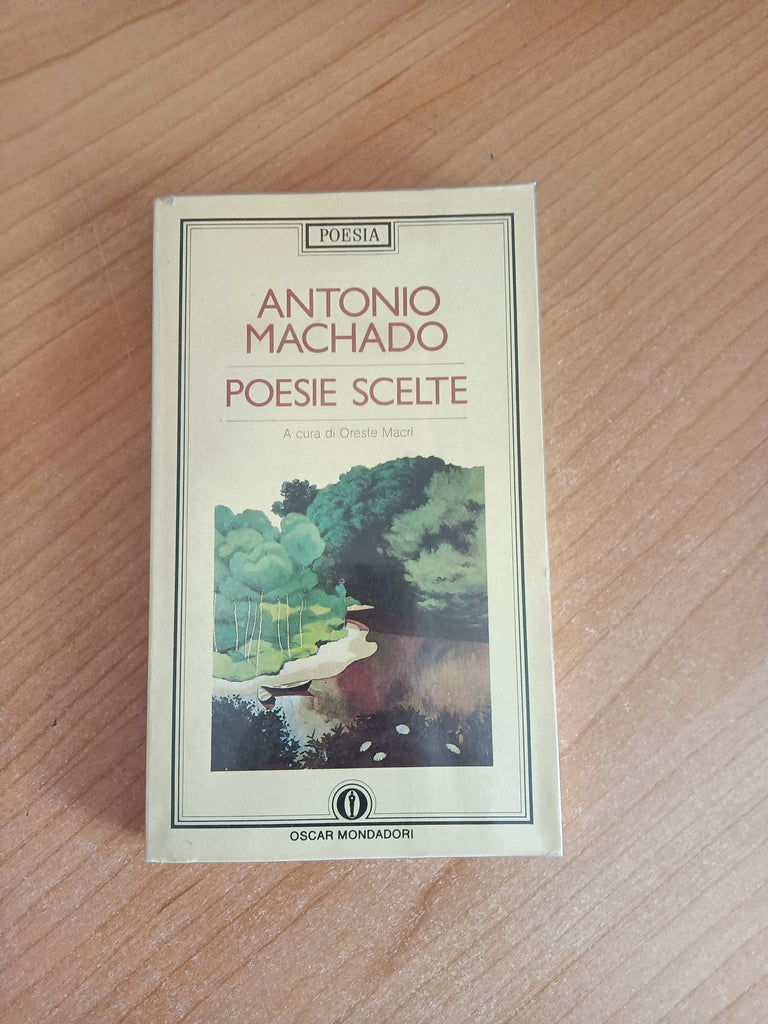 POESIA
ANTONIO
MACHADO
POESIE SCELTE
A cura di Oreste Macrì
OSCAR MONDADORI